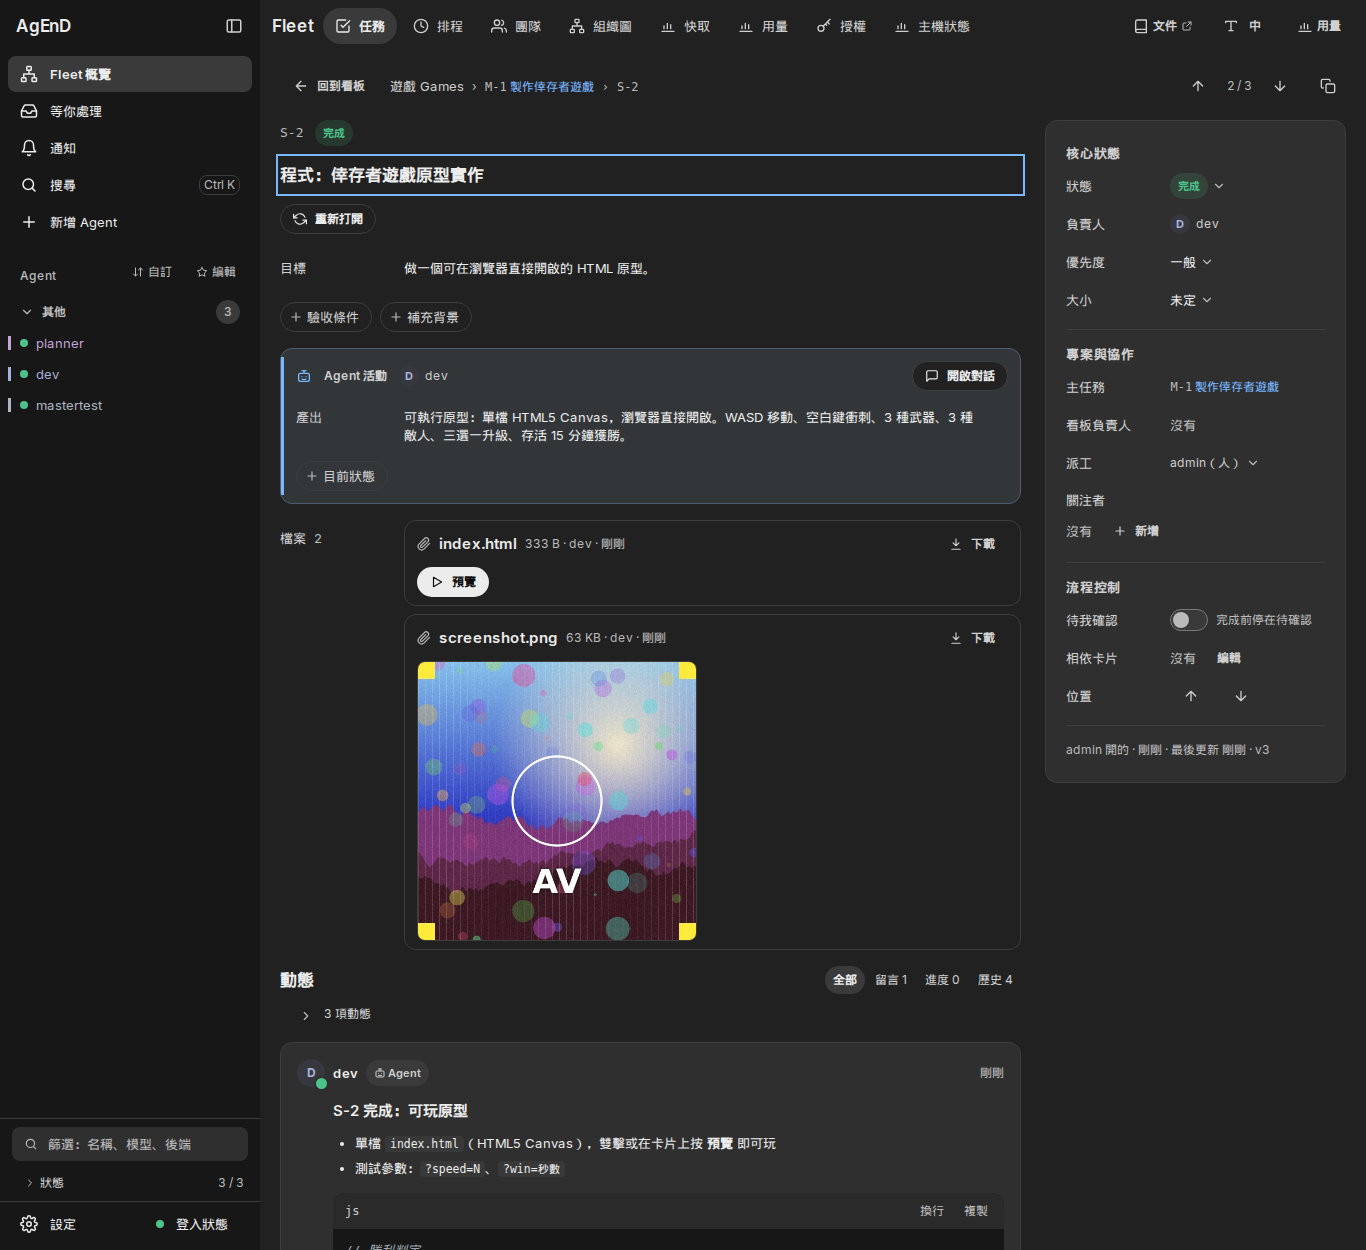 AgEnD
Fleet 概覽
等你處理
通知
搜尋 Ctrl K
新增 Agent
Agent 自訂 編輯
其他 3
planner
dev
mastertest
篩選：名稱、模型、後端
狀態 3 / 3
設定 登入狀態
Fleet 任務 排程 團隊 組織圖 快取 用量 授權 主機狀態 文件 中 用量
回到看板 遊戲 Games › M-1 製作倖存者遊戲 › S-2 2 / 3
S-2 完成
程式：倖存者遊戲原型實作
重新打開
目標 做一個可在瀏覽器直接開啟的 HTML 原型。
+ 驗收條件 + 補充背景
Agent 活動 D dev 開啟對話
產出 可執行原型：單檔 HTML5 Canvas，瀏覽器直接開啟。WASD 移動、空白鍵衝刺、3 種武器、3 種
敵人、三選一升級、存活 15 分鐘獲勝。
+ 目前狀態
檔案 2
index.html 333 B · dev · 剛剛 下載
預覽
screenshot.png 63 KB · dev · 剛剛 下載
AV
動態 全部 留言 1 進度 0 歷史 4
3 項動態
D dev Agent 剛剛
S-2 完成：可玩原型
• 單檔 index.html（HTML5 Canvas），雙擊或在卡片上按 預覽 即可玩
• 測試參數：?speed=N、?win=秒數
js 換行 複製
// 勝利判定
核心狀態
狀態 完成
負責人 D dev
優先度 一般
大小 未定
專案與協作
主任務 M-1 製作倖存者遊戲
看板負責人 沒有
派工 admin（人）
關注者
沒有 + 新增
流程控制
待我確認 完成前停在待確認
相依卡片 沒有 編輯
位置
admin 開的 · 剛剛 · 最後更新 剛剛 · v3